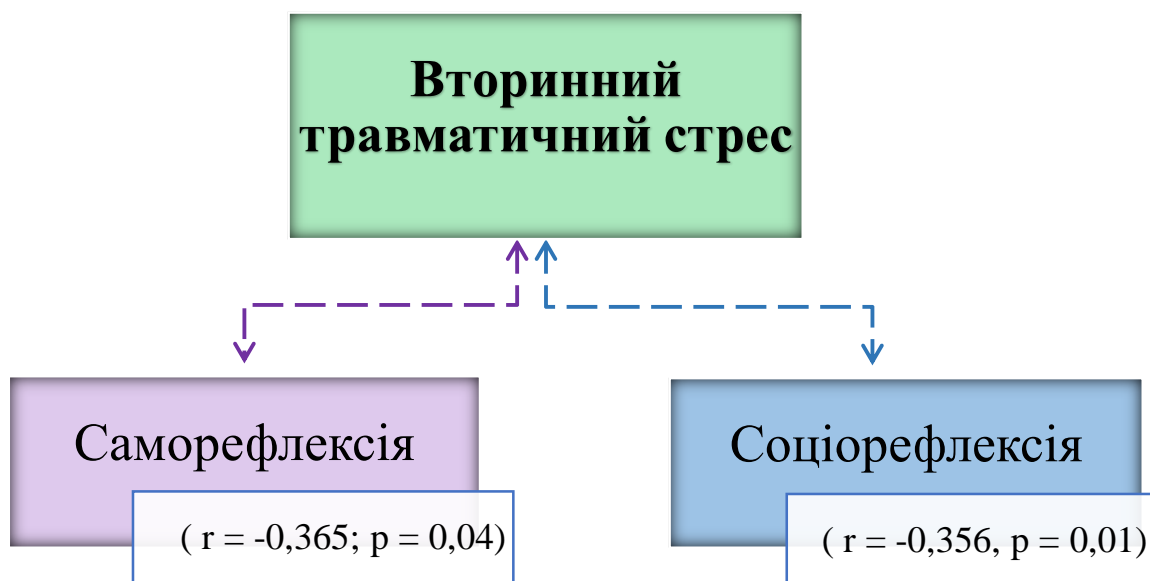 Вторинний
травматичний стрес
Саморефлексія
Соціорефлексія
( r = -0,365; p = 0,04)
( r = -0,356, p = 0,01)